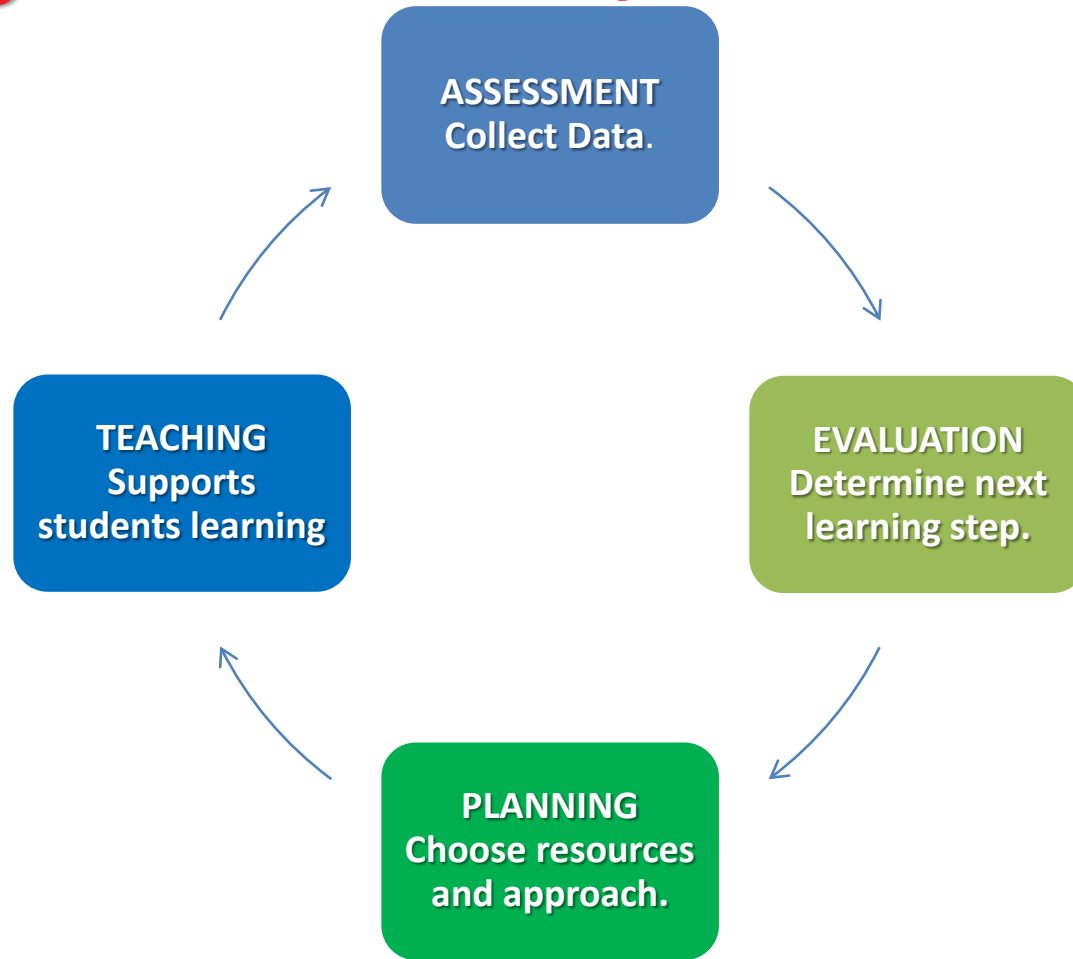 ASSESSMENT
Collect Data.
EVALUATION
Determine next
learning step.
PLANNING
Choose resources
and approach.
TEACHING
Supports
students learning